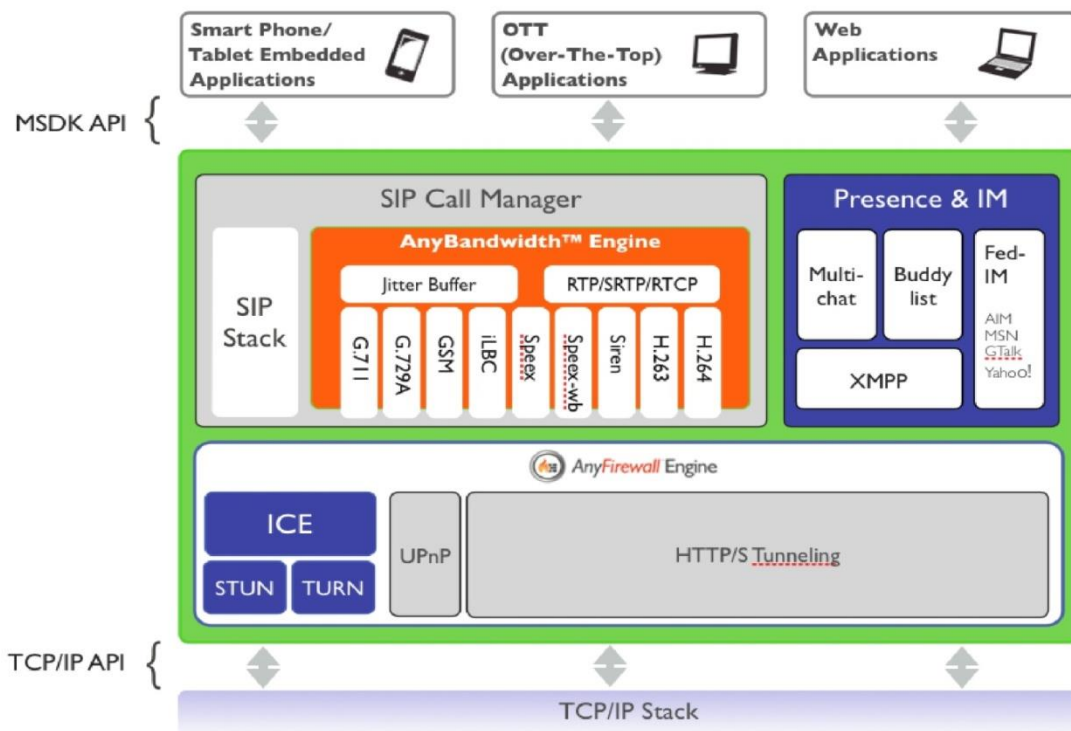 Smart Phone/
Tablet Embedded
Applications
OTT
(Over-The-Top)
Applications
Web
Applications
MSDK API
SIP Call Manager
SIP
Stack
AnyBandwidth™ Engine
Jitter Buffer
RTP/SRTP/RTCP
G.711
G.729A
GSM
iLBC
Speex
Speex-wb
Siren
H.263
H.264
Presence & IM
Multi-
chat
Buddy
list
Fed-
IM
AIM
MSN
GTalk
Yahoo!
XMPP
AnyFirewall Engine
ICE
STUN
TURN
UPnP
HTTP/S Tunneling
TCP/IP API
TCP/IP Stack